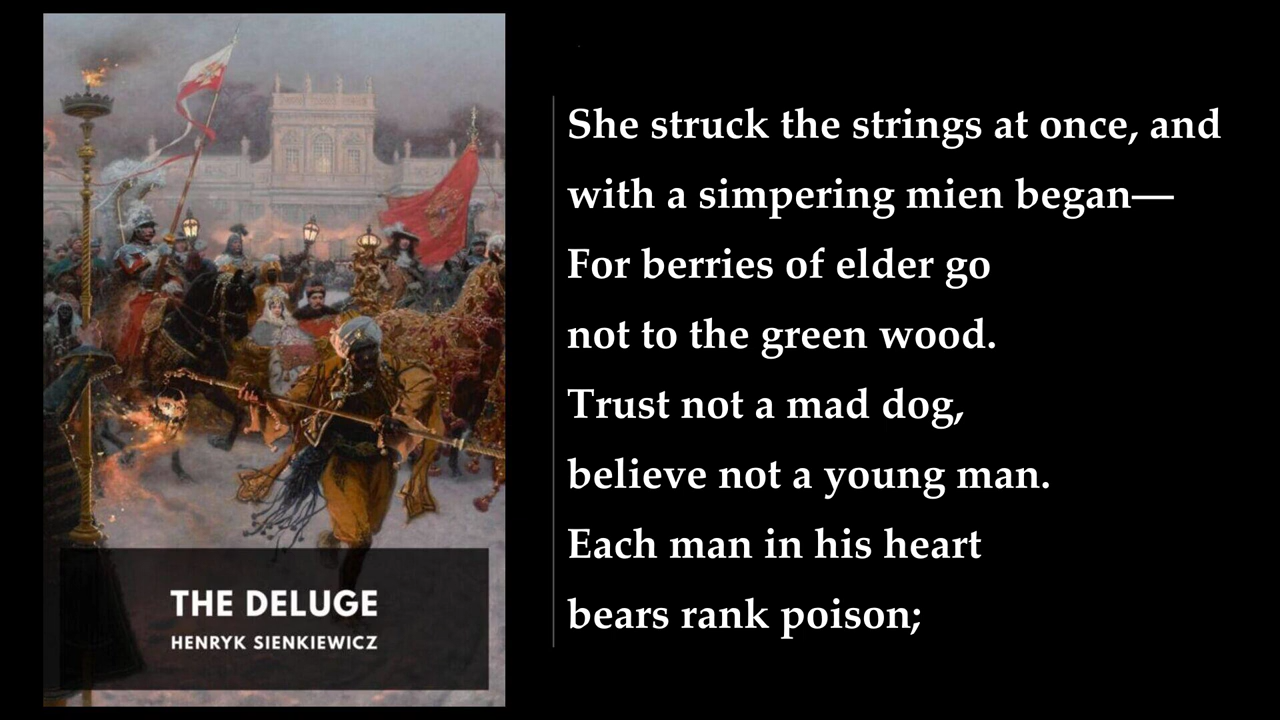 THE DELUGE
HENRYK SIENKIEWICZ
She struck the strings at once, and
with a simpering mien began—
For berries of elder go
not to the green wood.
Trust not a mad dog,
believe not a young man.
Each man in his heart
bears rank poison;